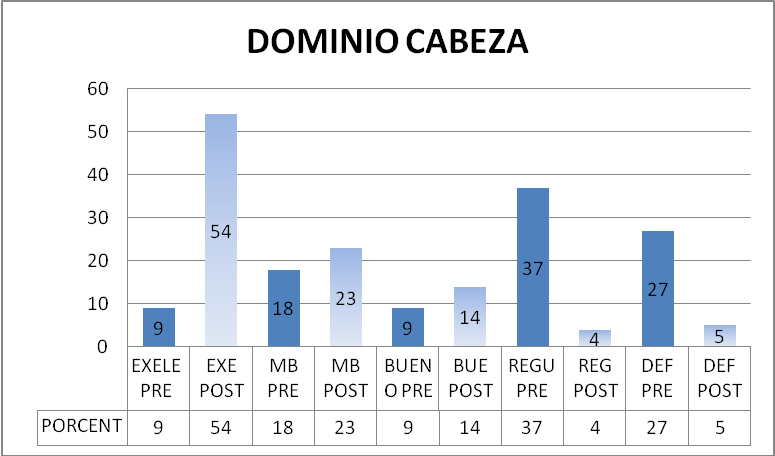 DOMINIO CABEZA
60
50
40
30
20
10
0
9
54
18
23
9
14
37
4
27
5
EXELE PRE
EXE POST
MB PRE
MB POST
BUEN O PRE
BUE POST
REGU PRE
REG POST
DEF PRE
DEF POST
PORCENT 9 54 18 23 9 14 37 4 27 5